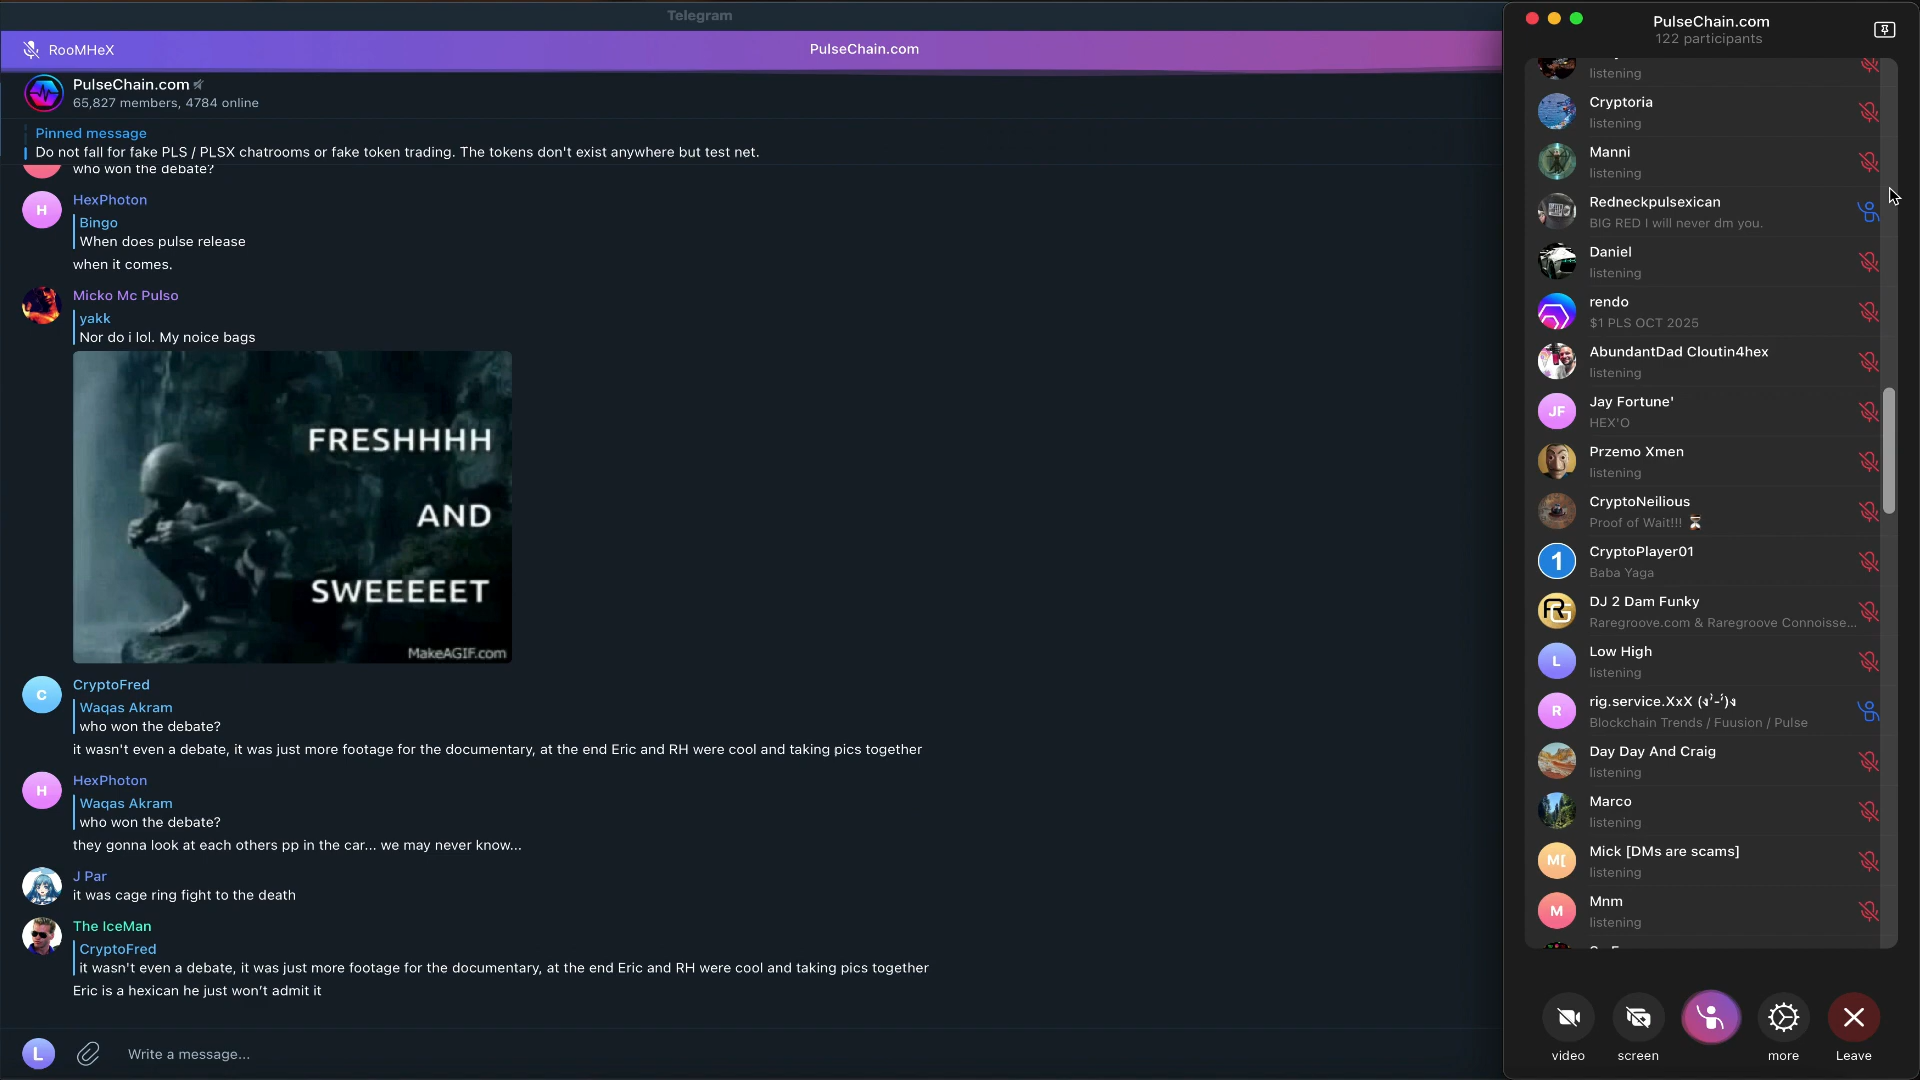 Telegram
RooMHeX
PulseChain.com
PulseChain.com
65,827 members, 4784 online
Pinned message
Do not fall for fake PLS / PLSX chatrooms or fake token trading. The tokens don't exist anywhere but test net.
who won the debate?
H
HexPhoton
Bingo
When does pulse release
when it comes.
Micko Mc Pulso
yakk
Nor do i lol. My noice bags
FRESHHHH
AND
SWEEEEET
MakeAGIF.com
C
CryptoFred
Waqas Akram
who won the debate?
it wasn't even a debate, it was just more footage for the documentary, at the end Eric and RH were cool and taking pics together
H
HexPhoton
Waqas Akram
who won the debate?
they gonna look at each others pp in the car... we may never know...
J Par
it was cage ring fight to the death
The IceMan
CryptoFred
it wasn't even a debate, it was just more footage for the documentary, at the end Eric and RH were cool and taking pics together
Eric is a hexican he just won’t admit it
L
Write a message...
PulseChain.com
122 participants
listening
Cryptoria
listening
Manni
listening
Redneckpulsexican
BIG RED I will never dm you.
Daniel
listening
rendo
$1 PLS OCT 2025
AbundantDad Cloutin4hex
listening
JF
Jay Fortune'
HEX'O
Przemo Xmen
listening
CryptoNeilious
Proof of Wait!!! ⏳
1
CryptoPlayer01
Baba Yaga
DJ 2 Dam Funky
Raregroove.com & Raregroove Connoisse...
L
Low High
listening
R
rig.service.XxX (ง'̀-'́)ง
Blockchain Trends / Fuusion / Pulse
Day Day And Craig
listening
Marco
listening
M[
Mick [DMs are scams]
listening
M
Mnm
listening
video
screen
more
Leave